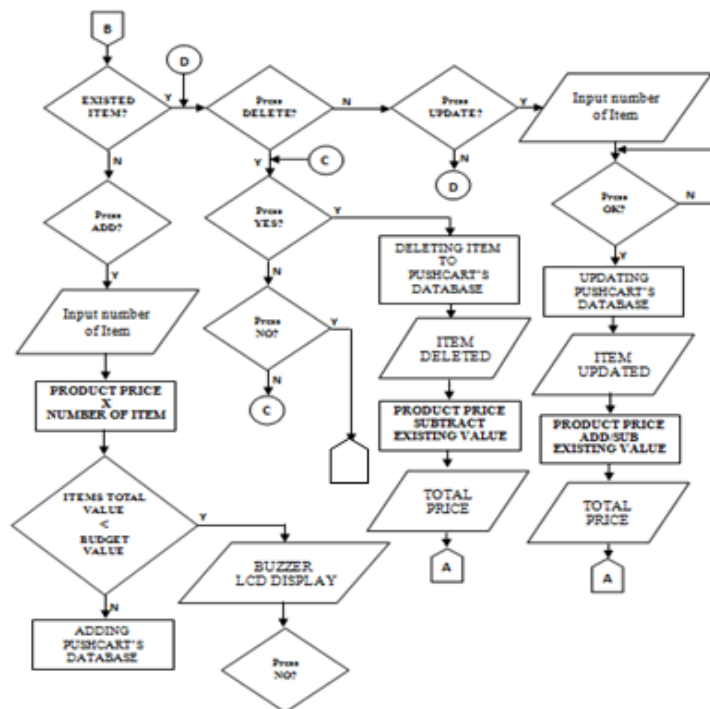 B
D
EXISTED
ITEM?
Y
Press
DELETE?
N
Press
UPDATE?
Y
Input number
of Item
N
Y
C
N
D
Press
ADD?
Press
YES?
Y
Press
OK?
N
Y
N
Y
DELETING ITEM
TO
PUSHCART'S
DATABASE
UPDATING
PUSHCART'S
DATABASE
Input number
of Item
Press
NO?
Y
ITEM
DELETED
ITEM
UPDATED
N
C
PRODUCT PRICE
X
NUMBER OF ITEM
PRODUCT PRICE
SUBTRACT
EXISTING VALUE
PRODUCT PRICE
ADD/SUB
EXISTING VALUE
ITEMS TOTAL
VALUE
<
BUDGET
VALUE
Y
TOTAL
PRICE
TOTAL
PRICE
BUZZER
LCD DISPLAY
A
A
N
ADDING
PUSHCART'S
DATABASE
Press
NO?